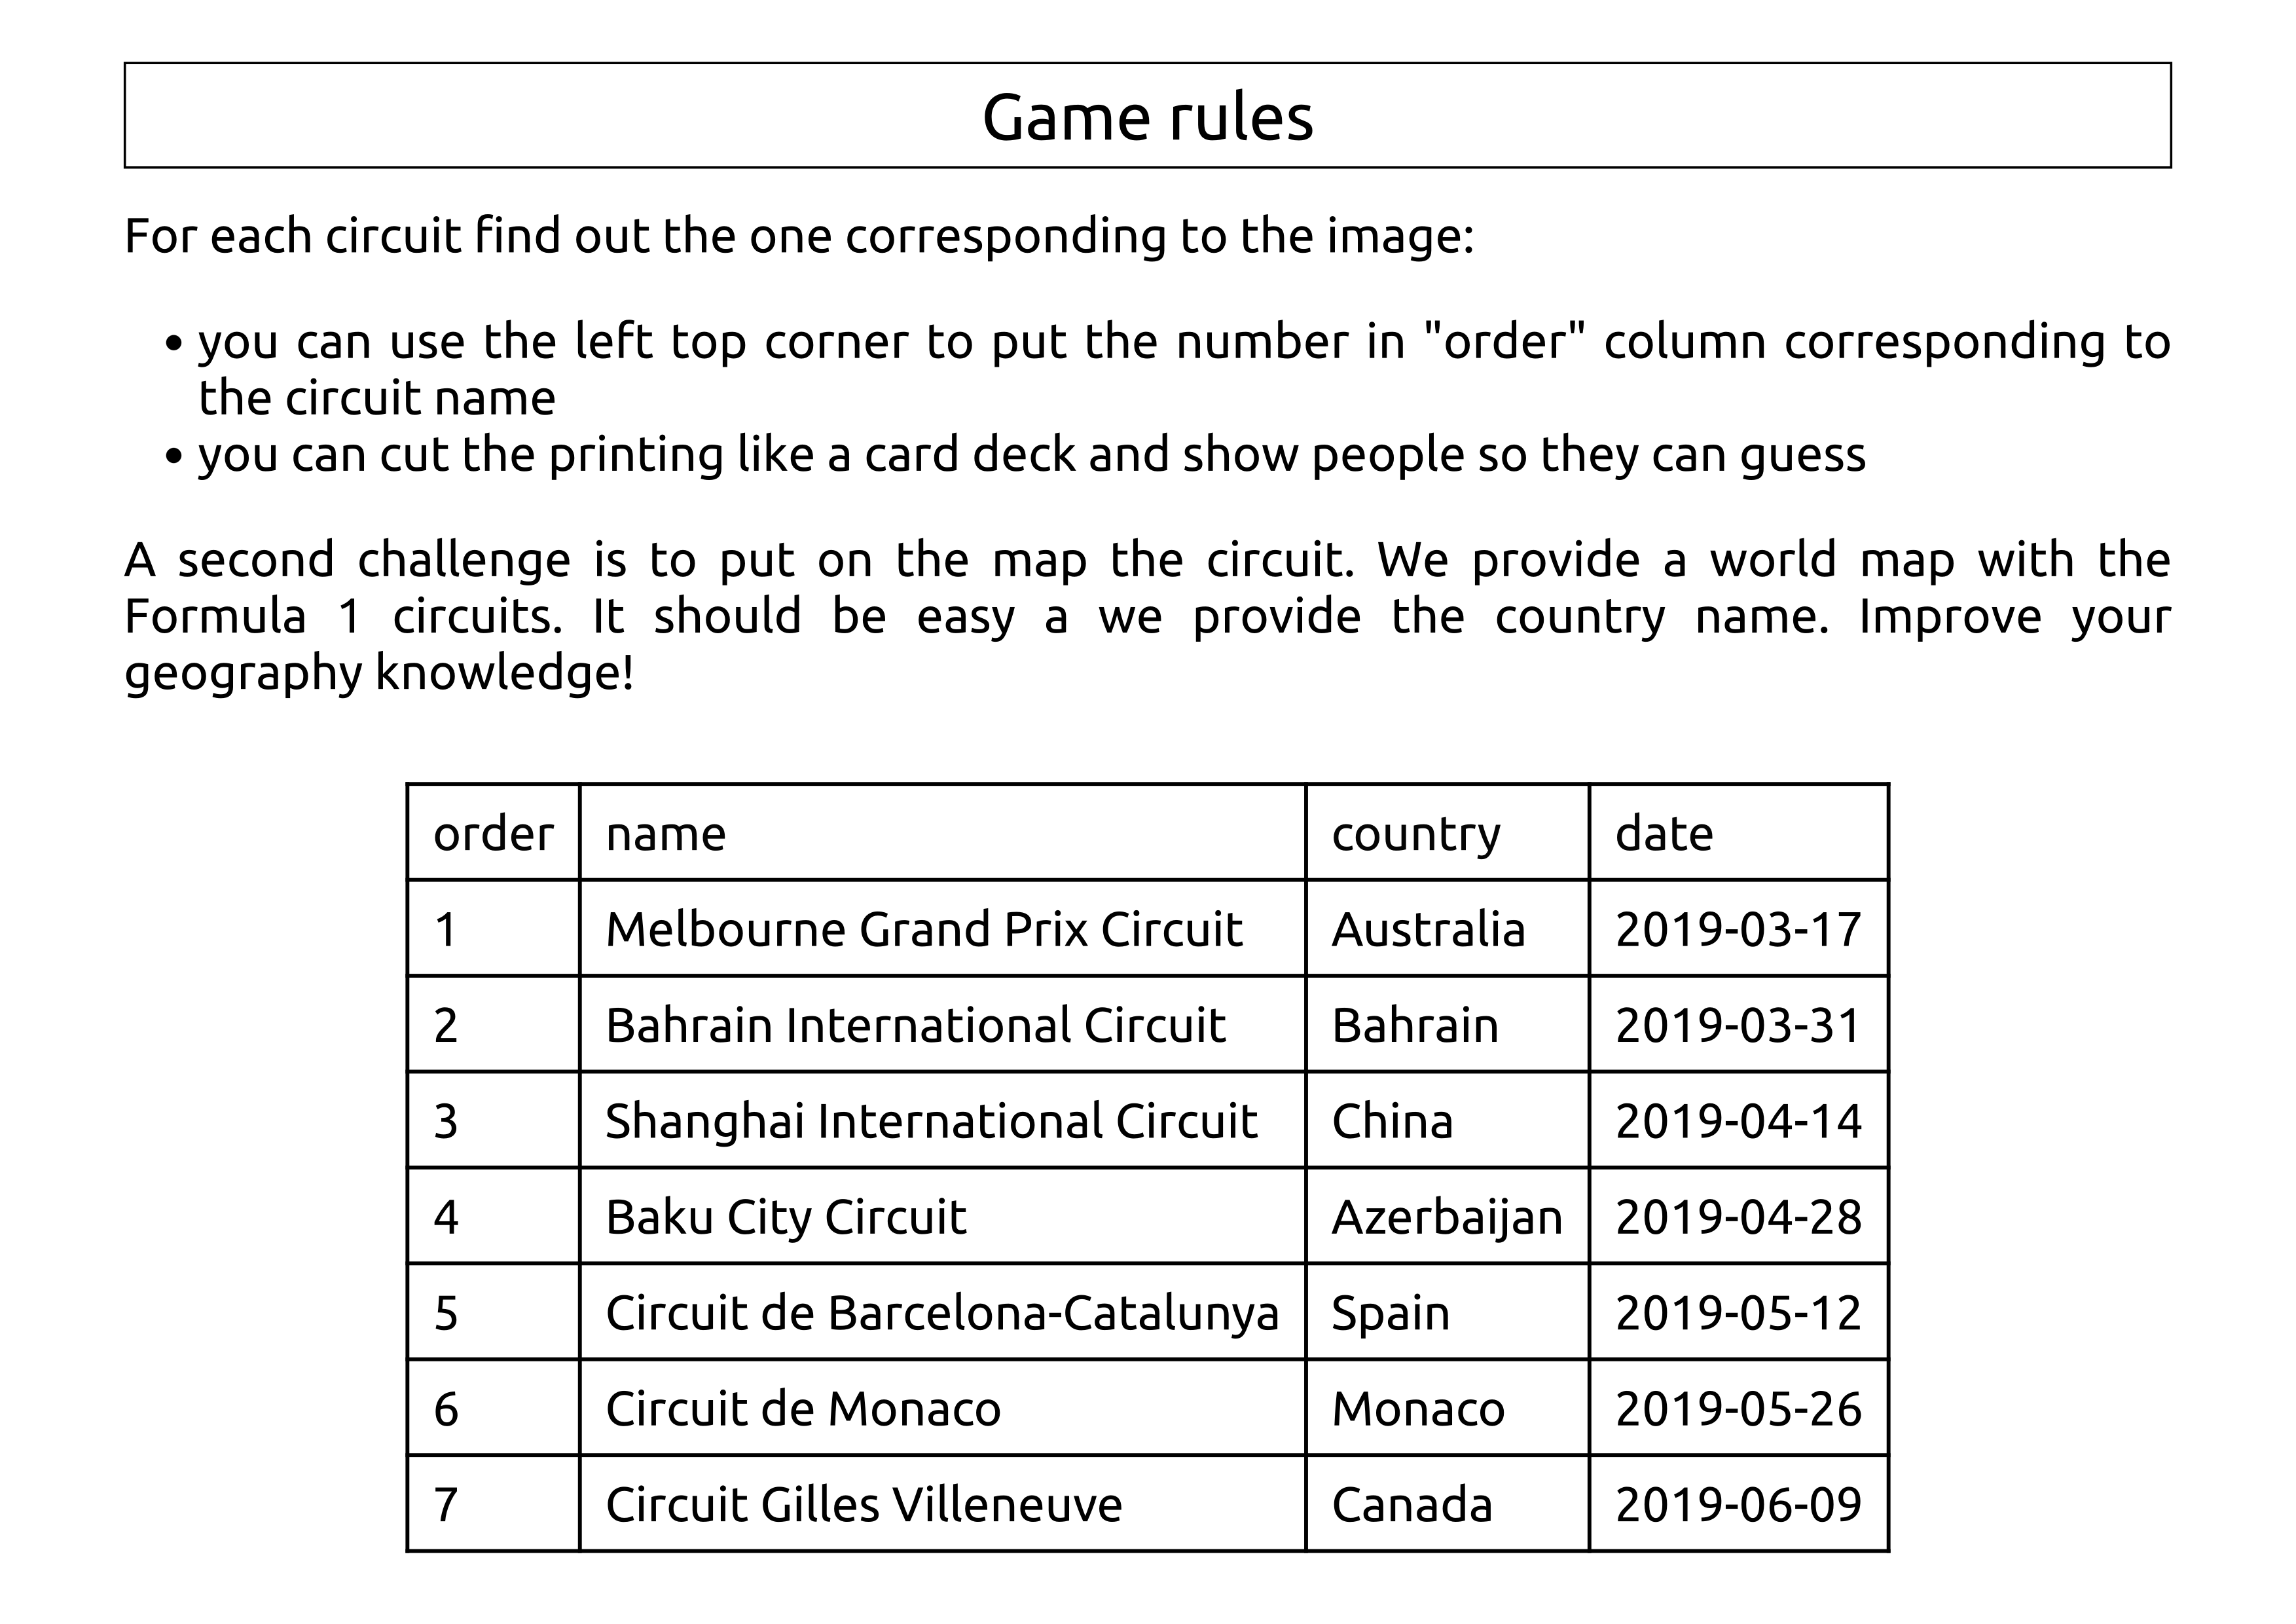 Game rules
For each circuit find out the one corresponding to the image:
• you can use the left top corner to put the number in "order" column corresponding to
the circuit name
• you can cut the printing like a card deck and show people so they can guess
A second challenge is to put on the map the circuit. We provide a world map with the
Formula 1 circuits. It should be easy a we provide the country name. Improve your
geography knowledge!
order name country date
1 Melbourne Grand Prix Circuit Australia 2019-03-17
2 Bahrain International Circuit Bahrain 2019-03-31
3 Shanghai International Circuit China 2019-04-14
4 Baku City Circuit Azerbaijan 2019-04-28
5 Circuit de Barcelona-Catalunya Spain 2019-05-12
6 Circuit de Monaco Monaco 2019-05-26
7 Circuit Gilles Villeneuve Canada 2019-06-09